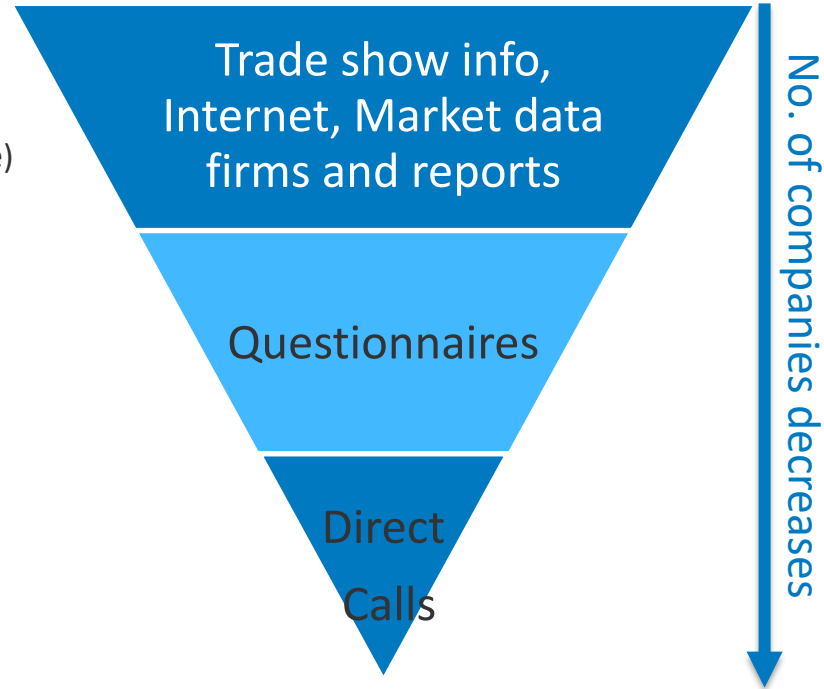 Trade show info,
Internet, Market data
firms and reports
e)
Questionnaires
Direct
Calls
No. of companies decreases